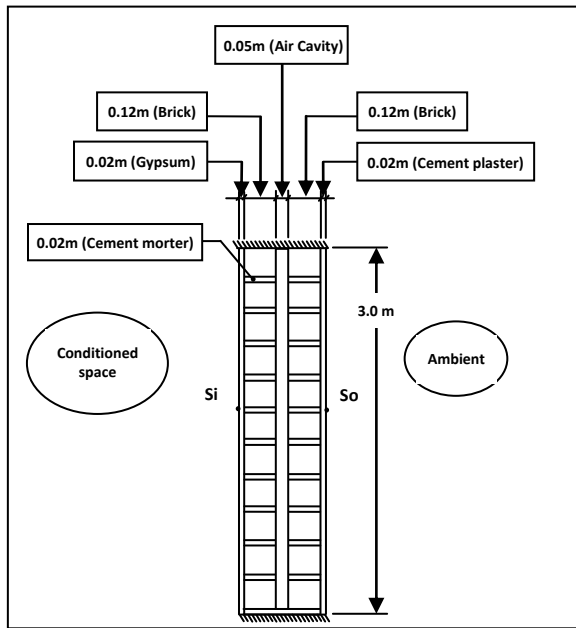 0.05m (Air Cavity)
0.12m (Brick)
0.12m (Brick)
0.02m (Gypsum)
0.02m (Cement plaster)
0.02m (Cement morter)
3.0 m
Conditioned
space
Ambient
Si
So